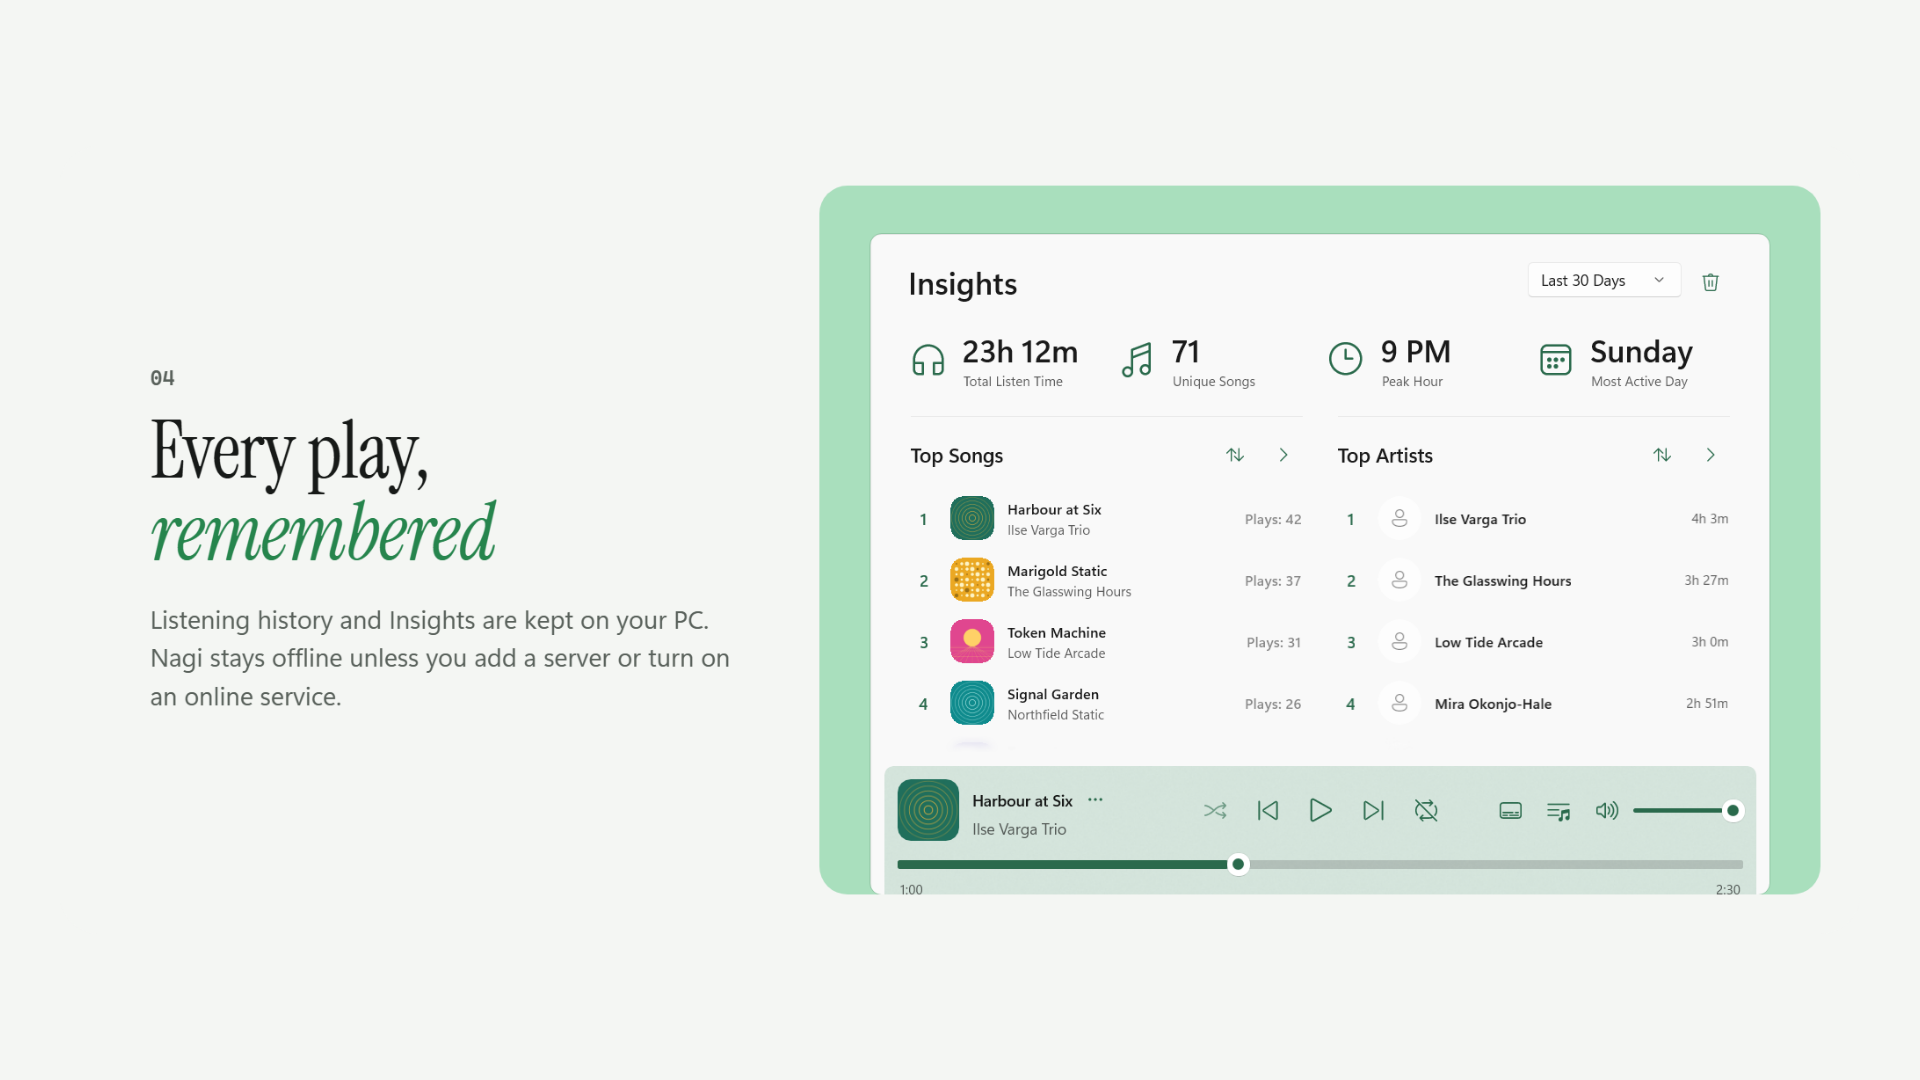 04
Every play,
remembered
Listening history and Insights are kept on your PC.
Nagi stays offline unless you add a server or turn on
an online service.
Insights
Last 30 Days
23h 12m
Total Listen Time
71
Unique Songs
9 PM
Peak Hour
Sunday
Most Active Day
Top Songs
1
Harbour at Six
Ilse Varga Trio
Plays: 42
2
Marigold Static
The Glasswing Hours
Plays: 37
3
Token Machine
Low Tide Arcade
Plays: 31
4
Signal Garden
Northfield Static
Plays: 26
Top Artists
1
Ilse Varga Trio
4h 3m
2
The Glasswing Hours
3h 27m
3
Low Tide Arcade
3h 0m
4
Mira Okonjo-Hale
2h 51m
Harbour at Six
Ilse Varga Trio
1:00
2:30